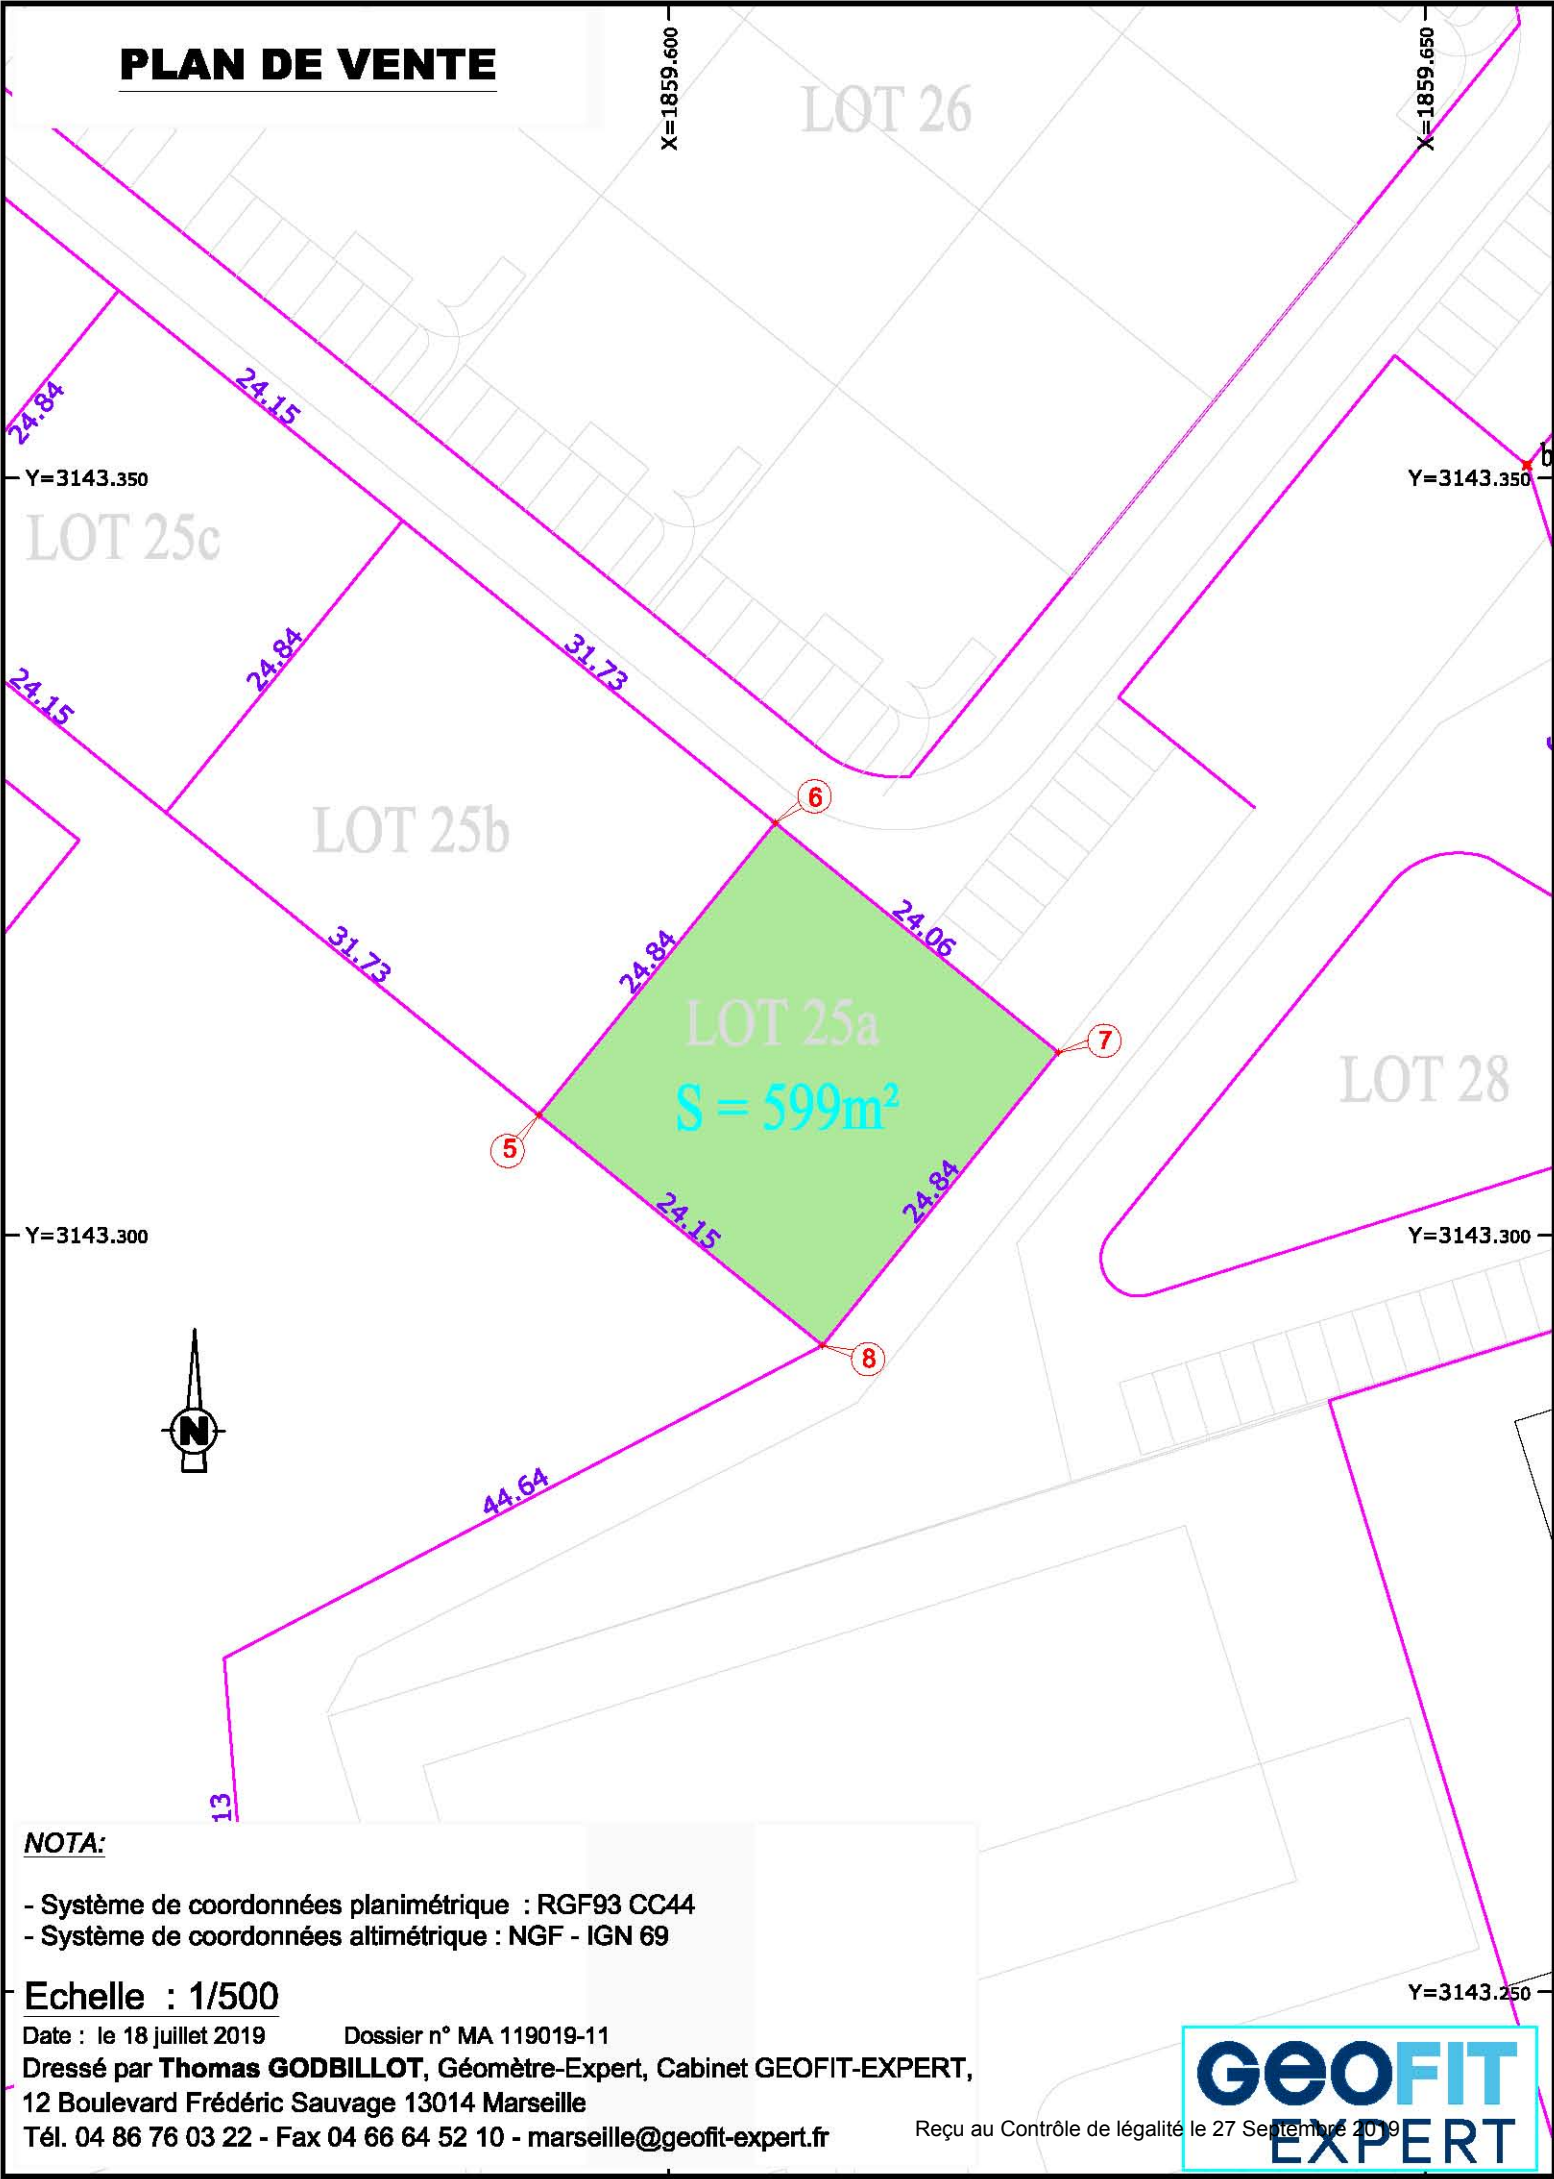 PLAN DE VENTE
X=1859.600
X=1859.650
LOT 26
24.84
24.15
Y=3143.350
Y=3143.350
LOT 25c
24.84
31.73
24.15
LOT 25b
6
31.73
24.84
24.06
LOT 25a
7
S = 599m²
LOT 28
5
24.84
24.15
Y=3143.300
Y=3143.300
8
N
44.64
13
NOTA:
- Système de coordonnées planimétrique : RGF93 CC44
- Système de coordonnées altimétrique : NGF - IGN 69
Echelle : 1/500
Y=3143.250
Date : le 18 juillet 2019 Dossier n° MA 119019-11
Dressé par Thomas GODBILLOT, Géomètre-Expert, Cabinet GEOFIT-EXPERT,
12 Boulevard Frédéric Sauvage 13014 Marseille
Tél. 04 86 76 03 22 - Fax 04 66 64 52 10 - marseille@geofit-expert.fr
Reçu au Contrôle de légalité le 27 Septembre 2019
GEOFIT
EXPERT